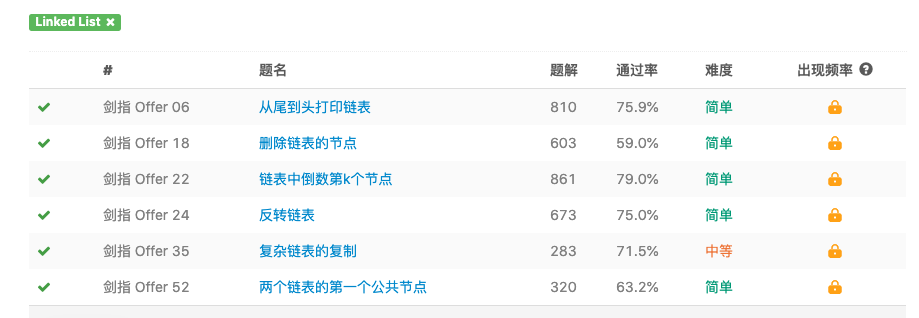 Linked List ×
# 题名 题解 通过率 难度 出现频率 ?
剑指 Offer 06 从尾到头打印链表 810 75.9% 简单
剑指 Offer 18 删除链表的节点 603 59.0% 简单
剑指 Offer 22 链表中倒数第k个节点 861 79.0% 简单
剑指 Offer 24 反转链表 673 75.0% 简单
剑指 Offer 35 复杂链表的复制 283 71.5% 中等
剑指 Offer 52 两个链表的第一个公共节点 320 63.2% 简单